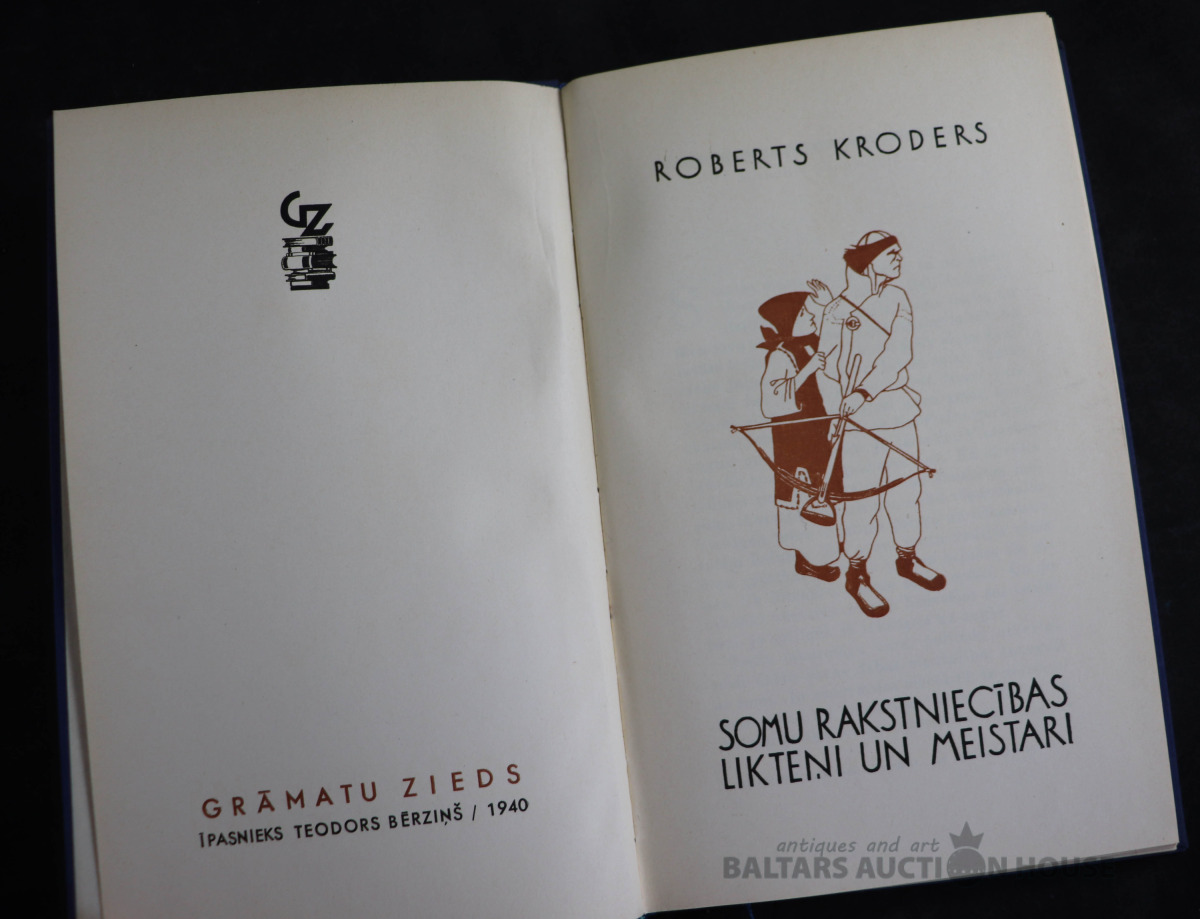 GZ
GRĀMATU ZIEDS
ĪPASNIEKS TEODORS BĒRZIŅŠ / 1940
ROBERTS KRODERS
SOMU RAKSTNIECĪBAS
LIKTEŅI UN MEISTARI
antiques and art
BALTARS AUCTION HOUSE